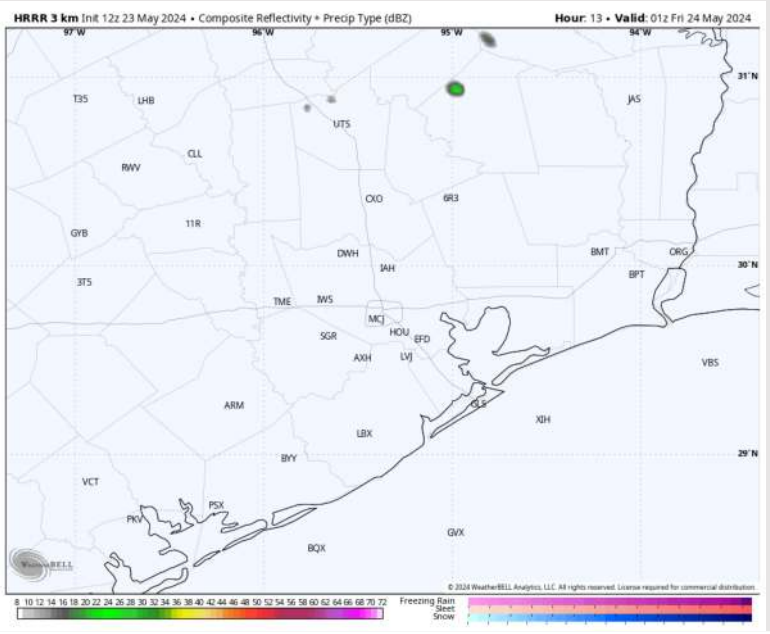 HRRR 3 km Init 12z 23 May 2024 • Composite Reflectivity + Precip Type (dBZ) Hour: 13 • Valid: 01z Fri 24 May 2024
97°W 96°W 95°W 94°W
31°N
T35 LHB JAS
UTS
CLL
RWV
CXO 6R3
11R
GYB
DWH BMT ORG
30°N
IAH
BPT
3T5
TME IWS
MCJ
HOU
SGR EFD
AXH LVJ
VBS
ARM GLS
XIH
LBX
29°N
BYY
VCT
PSX
PKV
GVX
BQX
WEATHERBELL
© 2024 WeatherBELL Analytics, LLC. All rights reserved. License required for commercial distribution.
8 10 12 14 16 18 20 22 24 26 28 30 32 34 36 38 40 42 44 46 48 50 52 54 56 58 60 62 64 66 68 70 72
Freezing Rain
Sleet
Snow